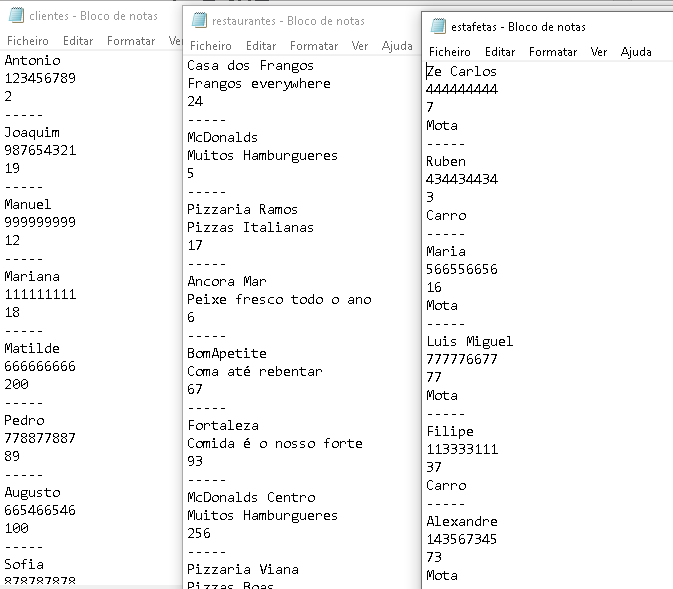 clientes - Bloco de notas
Ficheiro Editar Formatar Ve
Antonio
123456789
2
-----
Joaquim
987654321
19
-----
Manuel
999999999
12
-----
Mariana
111111111
18
-----
Matilde
666666666
200
-----
Pedro
778877887
89
-----
Augusto
665466546
100
-----
Sofia
878787878
restaurantes - Bloco de notas
Ficheiro Editar Formatar Ver Ajuda
Casa dos Frangos
Frangos everywhere
24
-----
McDonalds
Muitos Hamburgueres
5
-----
Pizzaria Ramos
Pizzas Italianas
17
-----
Ancora Mar
Peixe fresco todo o ano
6
-----
BomApetite
Coma até rebentar
67
-----
Fortaleza
Comida é o nosso forte
93
-----
McDonalds Centro
Muitos Hamburgueres
256
-----
Pizzaria Viana
Pizzas Boas
estafetas - Bloco de notas
Ficheiro Editar Formatar Ver Ajuda
Ze Carlos
444444444
7
Mota
-----
Ruben
434434434
3
Carro
-----
Maria
566556656
16
Mota
-----
Luis Miguel
777776677
77
Mota
-----
Filipe
113333111
37
Carro
-----
Alexandre
143567345
73
Mota